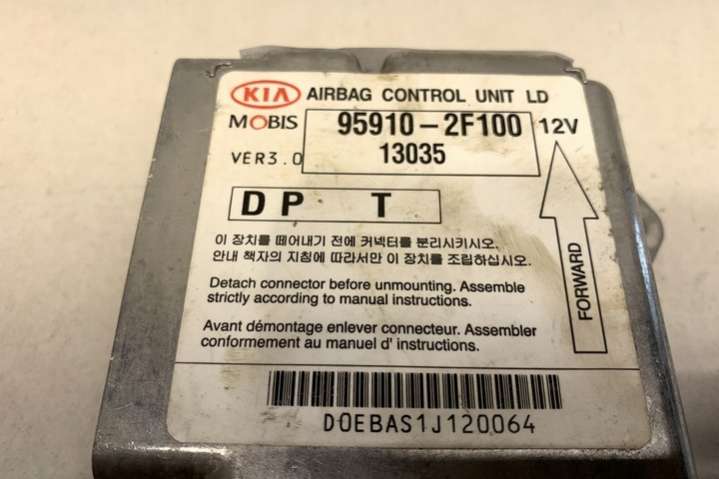 KIA AIRBAG CONTROL UNIT LD
MOBIS 95910-2F100 12V
VER3.0 13035
DP T
이 장치를 떼어내기 전에 커넥터를 분리시키시오.
안내 책자의 지침에 따라서만 이 장치를 조립하십시오.
Detach connector before unmounting. Assemble
strictly according to manual instructions.
Avant démontage enlever connecteur. Assembler
conformement au manuel d' instructions.
FORWARD
D0EBAS1J120064